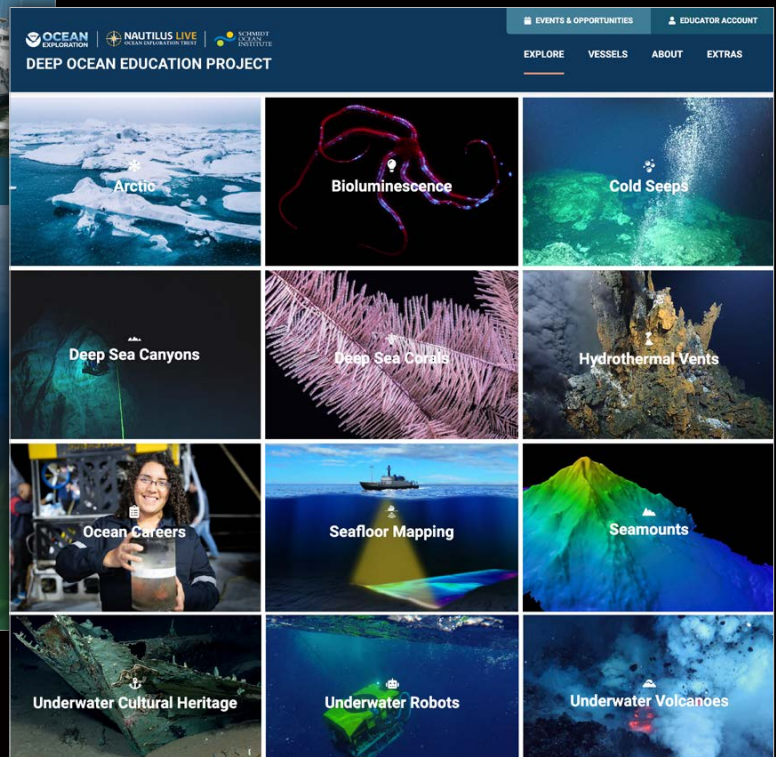 EVENTS & OPPORTUNITIES
EDUCATOR ACCOUNT
OCEAN EXPLORATION
NAUTILUS LIVE
OCEAN EXPLORATION TRUST
SCHMIDT OCEAN INSTITUTE
DEEP OCEAN EDUCATION PROJECT
EXPLORE VESSELS ABOUT EXTRAS
Arctic
Bioluminescence
Cold Seeps
Deep Sea Canyons
Deep Sea Corals
Hydrothermal Vents
Ocean Careers
Seafloor Mapping
Seamounts
Underwater Cultural Heritage
Underwater Robots
Underwater Volcanoes